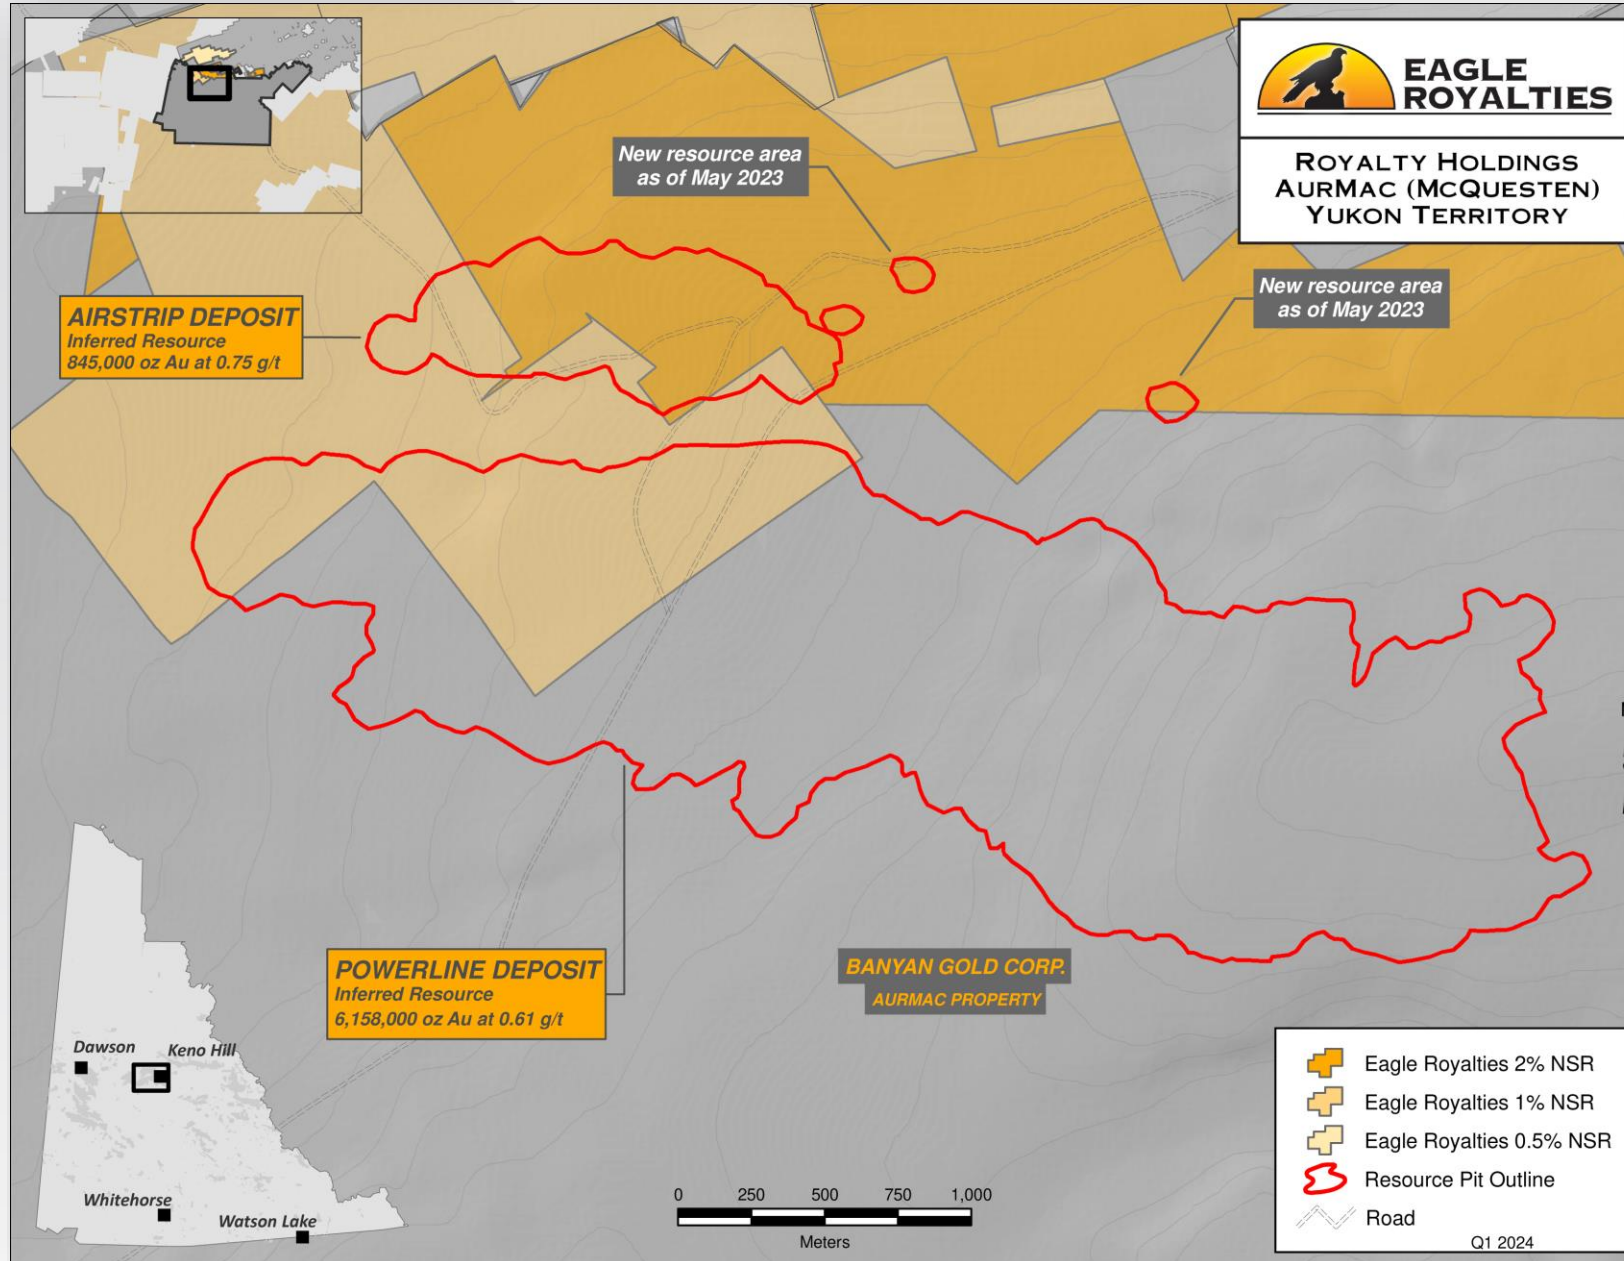 EAGLE
ROYALTIES
ROYALTY HOLDINGS
AURMAC (MCQUESTEN)
YUKON TERRITORY
New resource area
as of May 2023
New resource area
as of May 2023
AIRSTRIP DEPOSIT
Inferred Resource
845,000 oz Au at 0.75 g/t
POWERLINE DEPOSIT
Inferred Resource
6,158,000 oz Au at 0.61 g/t
BANYAN GOLD CORP.
AURMAC PROPERTY
Dawson
Keno Hill
Whitehorse
Watson Lake
0 250 500 750 1,000
Meters
Eagle Royalties 2% NSR
Eagle Royalties 1% NSR
Eagle Royalties 0.5% NSR
Resource Pit Outline
Road
Q1 2024